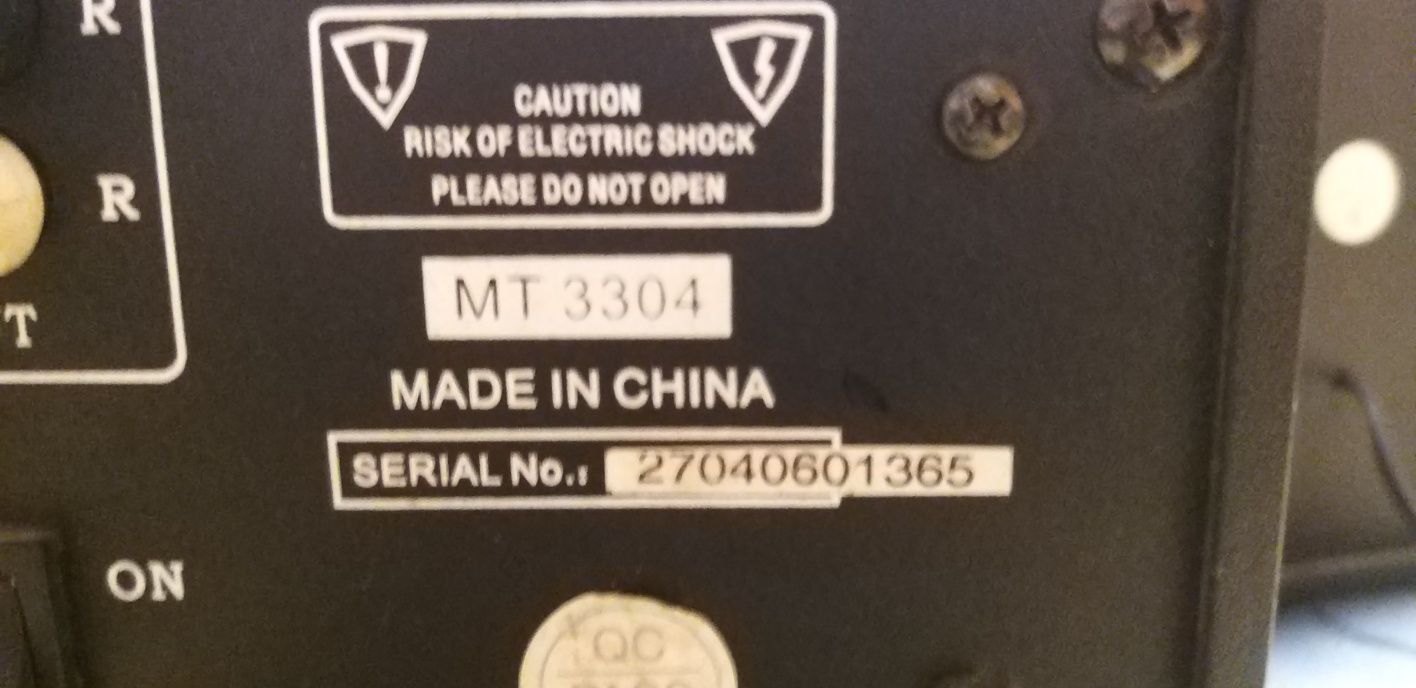 R
CAUTION
RISK OF ELECTRIC SHOCK
PLEASE DO NOT OPEN
R
MT 3304
T
MADE IN CHINA
SERIAL No.: 27040601365
ON
QC